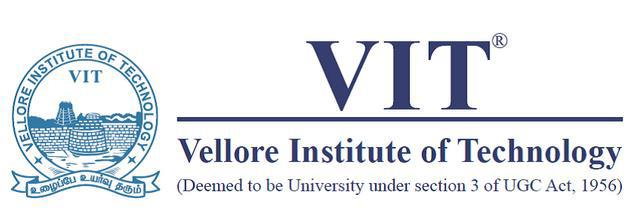 VELLORE INSTITUTE OF TECHNOLOGY
VIT
உழைப்பே உயர்வு தரும்
VIT®
Vellore Institute of Technology
(Deemed to be University under section 3 of UGC Act, 1956)